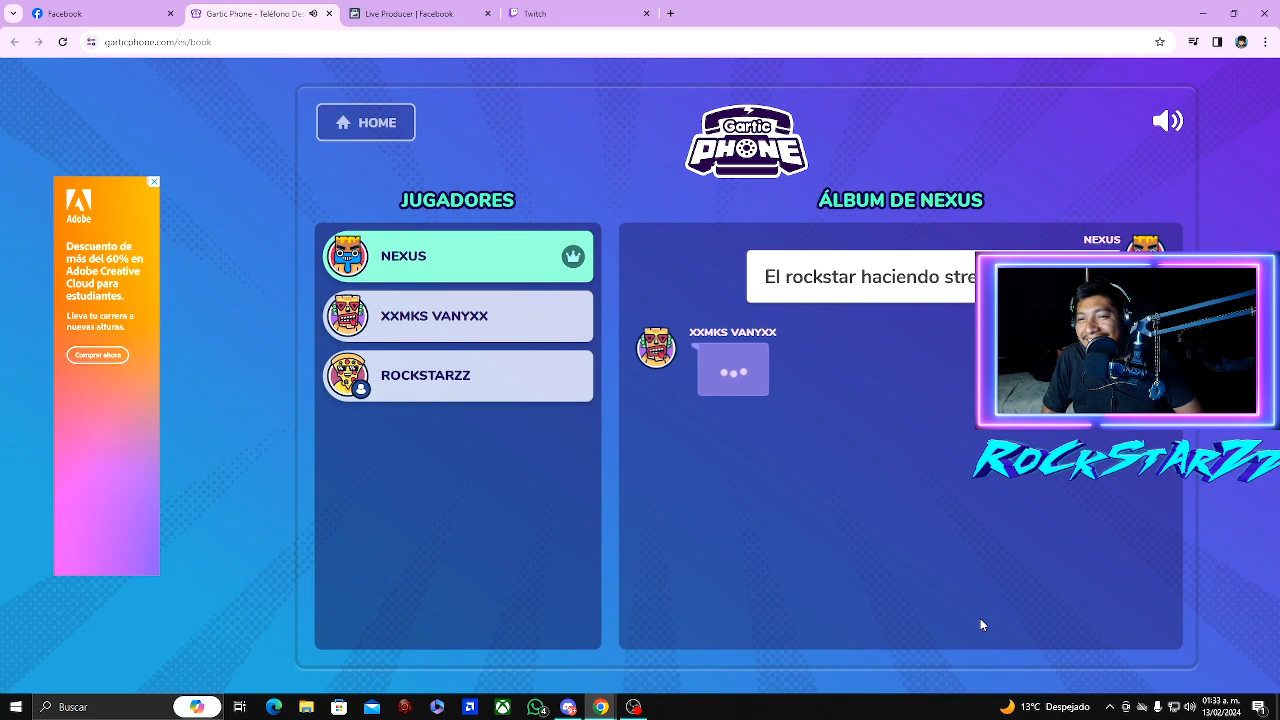 Facebook
Gartic Phone - Teléfono De
Livehood | Facebook
Twitch
garticphone.com/es/book
HOME
Gartic
PHONE
Adobe
Descuento de
más del 60% en
Adobe Creative
Cloud para
estudiantes.
Lleva tu carrera a
nuevas alturas.
Comprar ahora
JUGADORES
NEXUS
XXMKS VANYXX
ROCKSTARZZ
ÁLBUM DE NEXUS
NEXUS
El rockstar haciendo stre
XXMKS VANYXX
ROCKSTARZZ
Buscar
4
13°C Despejado
01:33 a. m.
13/02/2024